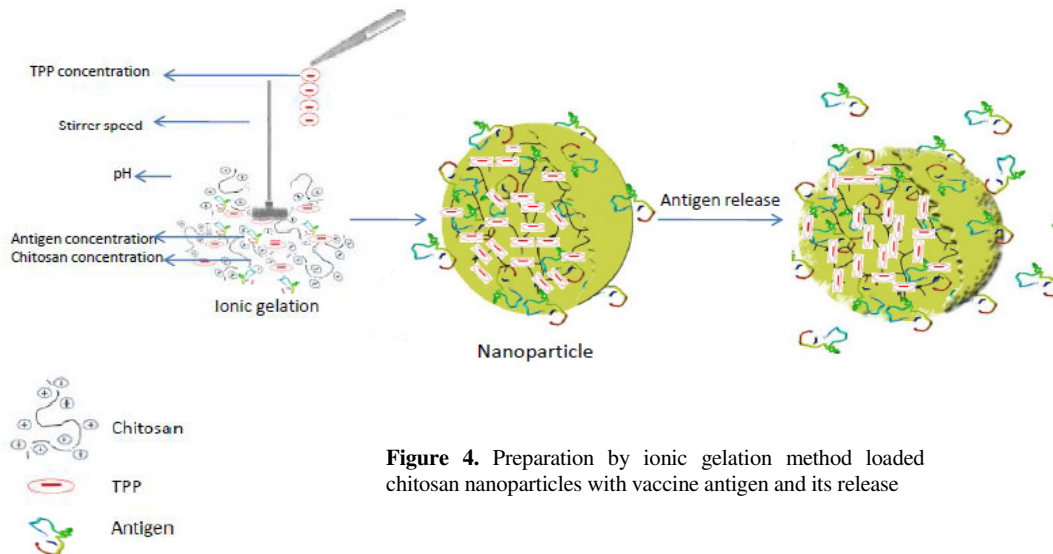 TPP concentration
Stirrer speed
pH
Antigen concentration
Chitosan concentration
Ionic gelation
Nanoparticle
Antigen release
Chitosan
TPP
Antigen
Figure 4. Preparation by ionic gelation method loaded
chitosan nanoparticles with vaccine antigen and its release